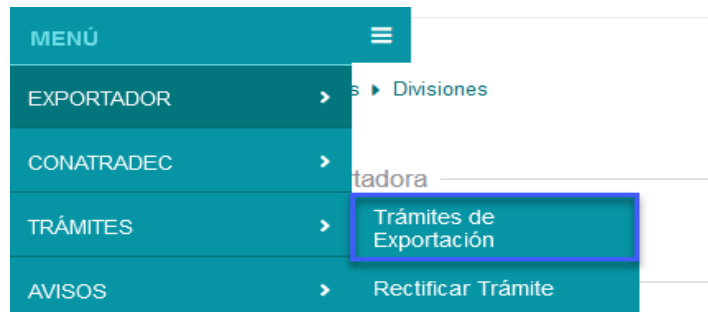 MENÚ
EXPORTADOR
s ▸ Divisiones
CONATRADEC
tadora
TRÁMITES
Trámites de
Exportación
AVISOS
Rectificar Trámite